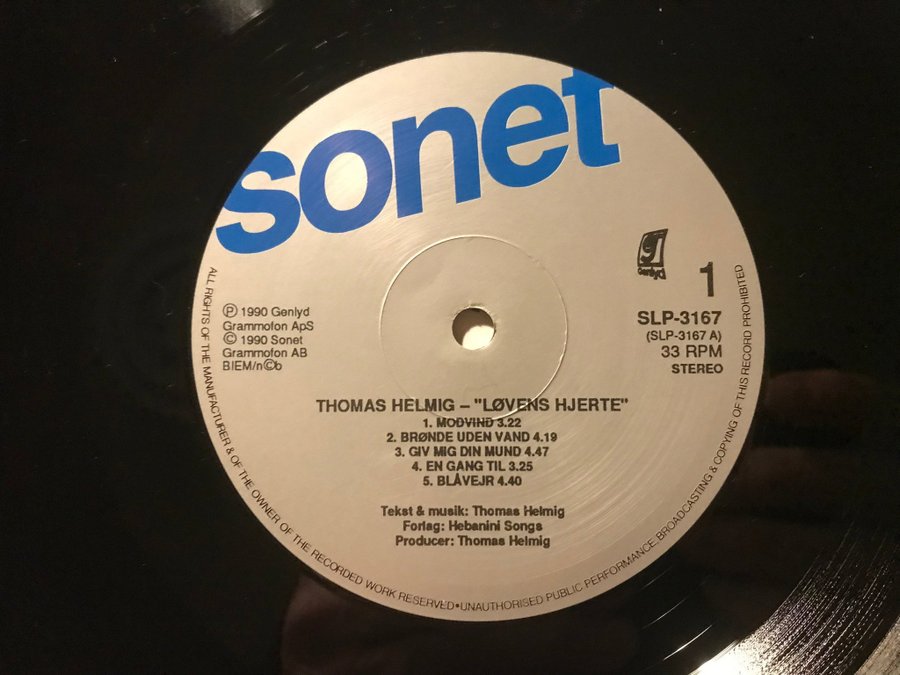 sonet
Genlyd
1
SLP-3167
(SLP-3167 A)
33 RPM
STEREO
Ⓟ 1990 Genlyd
Grammofon ApS
© 1990 Sonet
Grammofon AB
BIEM/n©b
THOMAS HELMIG – "LØVENS HJERTE"
1. MODVIND 3.22
2. BRØNDE UDEN VAND 4.19
3. GIV MIG DIN MUND 4.47
4. EN GANG TIL 3.25
5. BLÅVEJR 4.40
Tekst & musik: Thomas Helmig
Forlag: Hebanini Songs
Producer: Thomas Helmig
ALL RIGHTS OF THE MANUFACTURER & OF THE OWNER OF THE RECORDED WORK RESERVED•UNAUTHORISED PUBLIC PERFORMANCE, BROADCASTING & COPYING OF THIS RECORD PROHIBITED